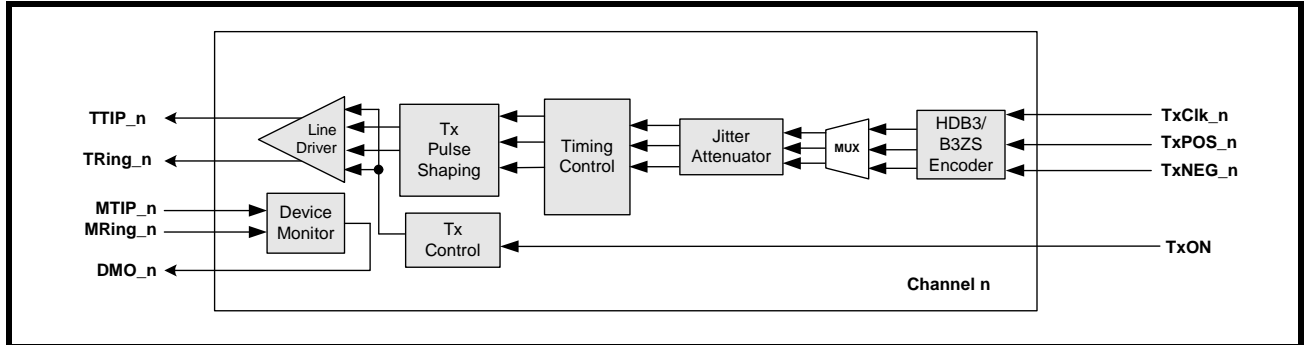 TTIP_n
TRing_n
MTIP_n
MRing_n
DMO_n
Line
Driver
Device
Monitor
Tx
Pulse
Shaping
Tx
Control
Timing
Control
Jitter
Attenuator
MUX
HDB3/
B3ZS
Encoder
TxClk_n
TxPOS_n
TxNEG_n
TxON
Channel n